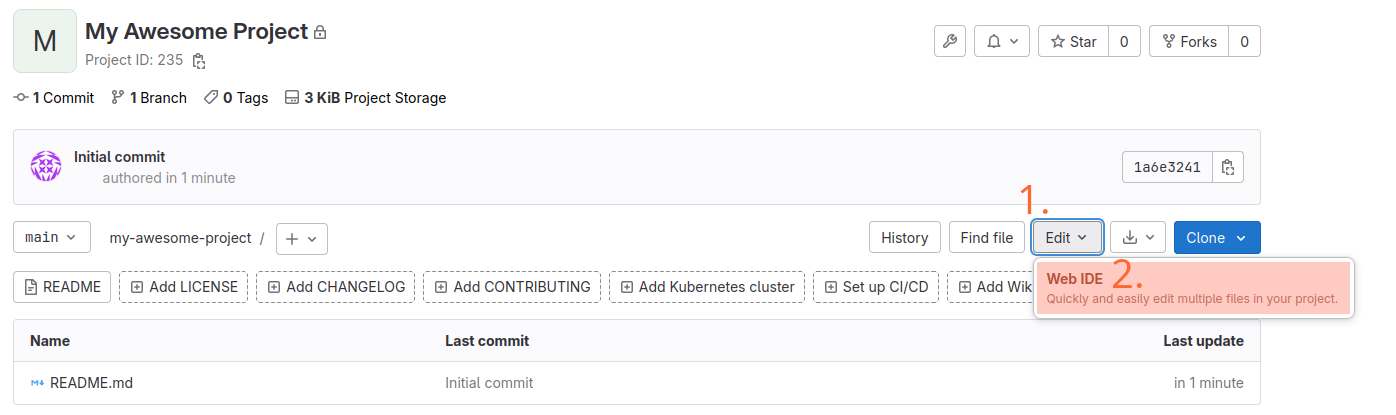 M
My Awesome Project
Project ID: 235
1 Commit 1 Branch 0 Tags 3 KiB Project Storage
Star 0 Forks 0
Initial commit
authored in 1 minute
1a6e3241
1.
main my-awesome-project / + History Find file Edit Clone
2.
Web IDE
Quickly and easily edit multiple files in your project.
README Add LICENSE Add CHANGELOG Add CONTRIBUTING Add Kubernetes cluster Set up CI/CD Add Wik
Name Last commit Last update
README.md Initial commit in 1 minute